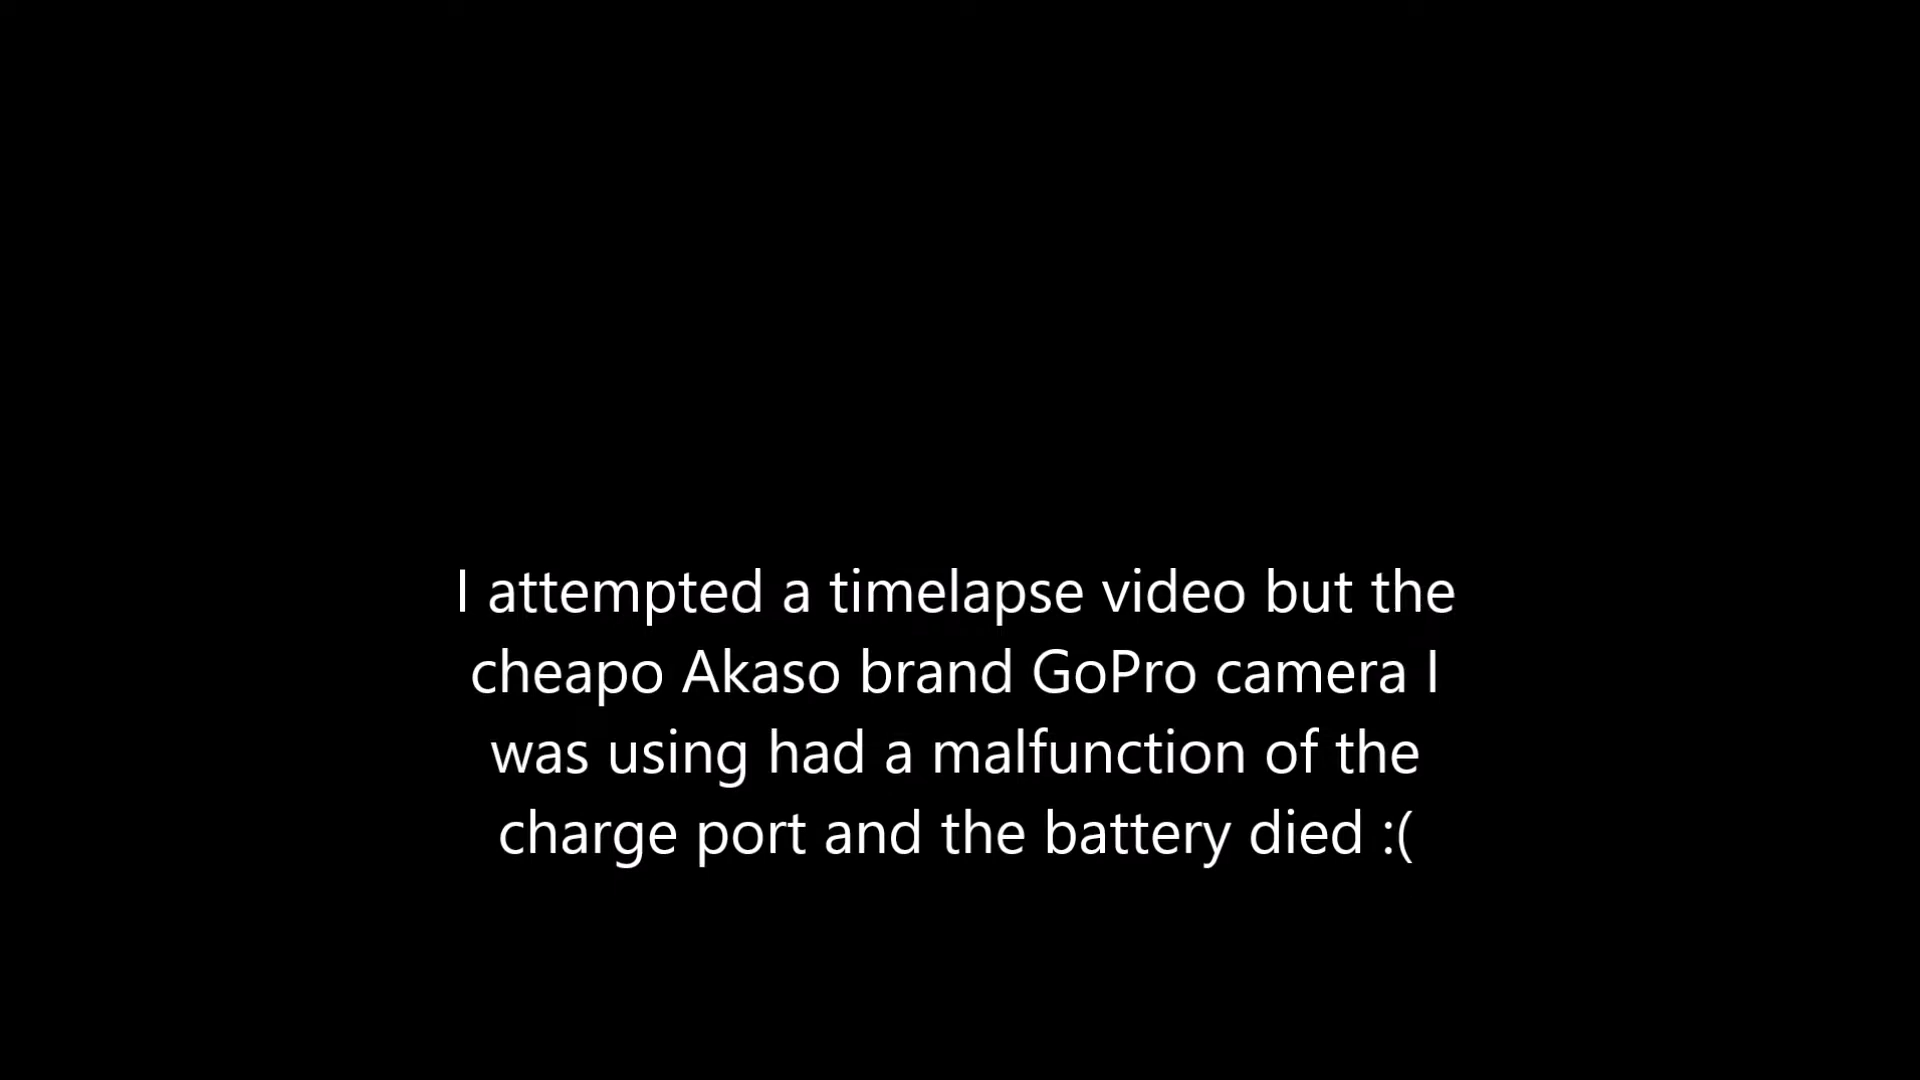 I attempted a timelapse video but the
cheapo Akaso brand GoPro camera I
was using had a malfunction of the
charge port and the battery died :(